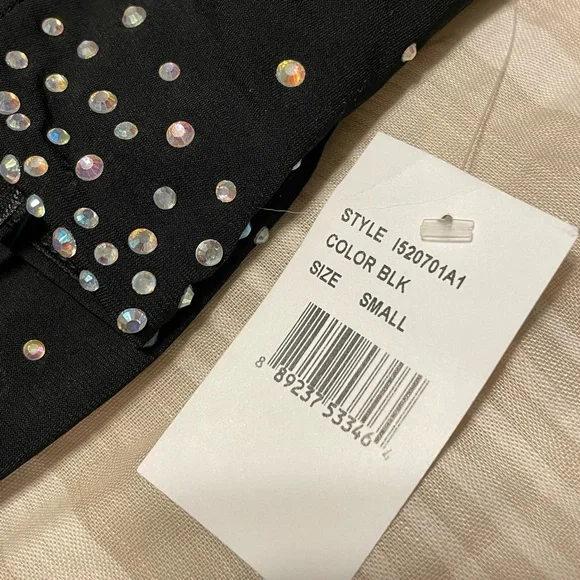 STYLE I520701A1
COLOR BLK
SIZE SMALL
8 89237 53346 4